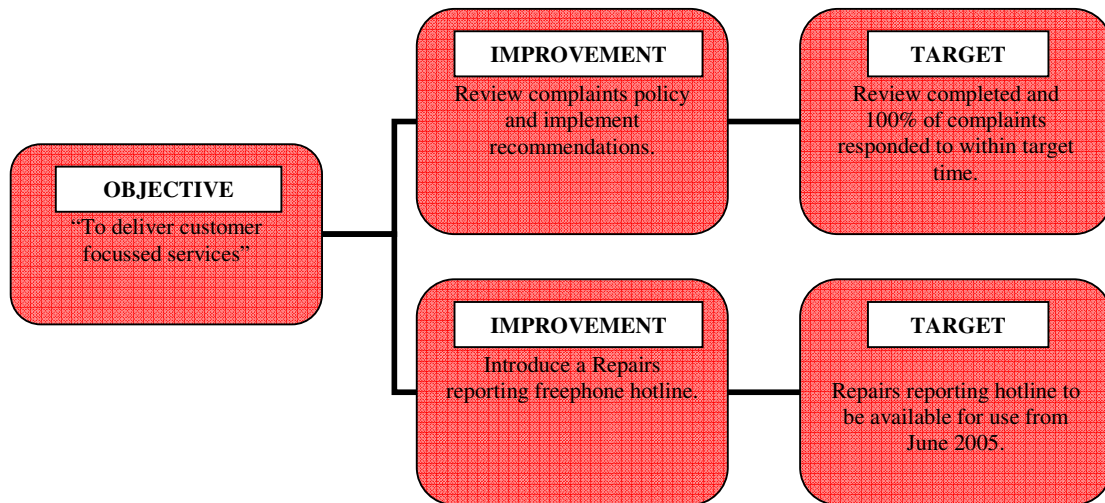 OBJECTIVE
“To deliver customer
focussed services”
IMPROVEMENT
Review complaints policy
and implement
recommendations.
TARGET
Review completed and
100% of complaints
responded to within target
time.
IMPROVEMENT
Introduce a Repairs
reporting freephone hotline.
TARGET
Repairs reporting hotline to
be available for use from
June 2005.